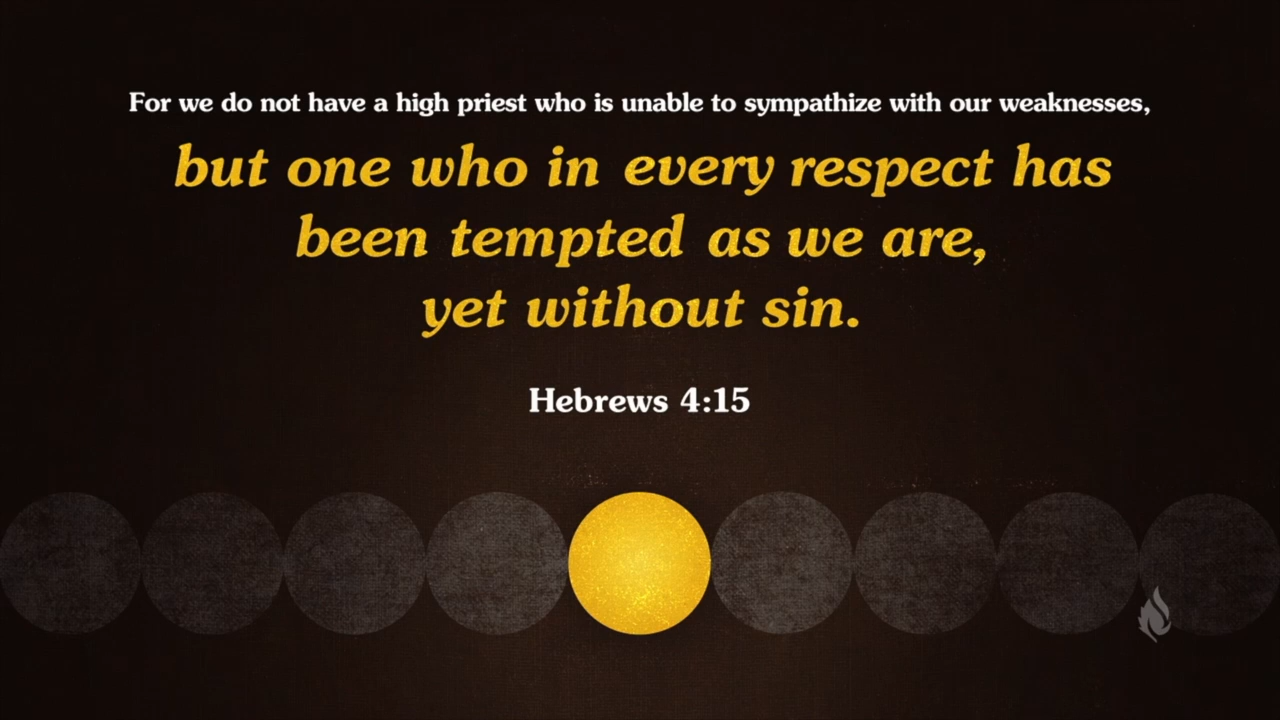 For we do not have a high priest who is unable to sympathize with our weaknesses,
but one who in every respect has
been tempted as we are,
yet without sin.
Hebrews 4:15